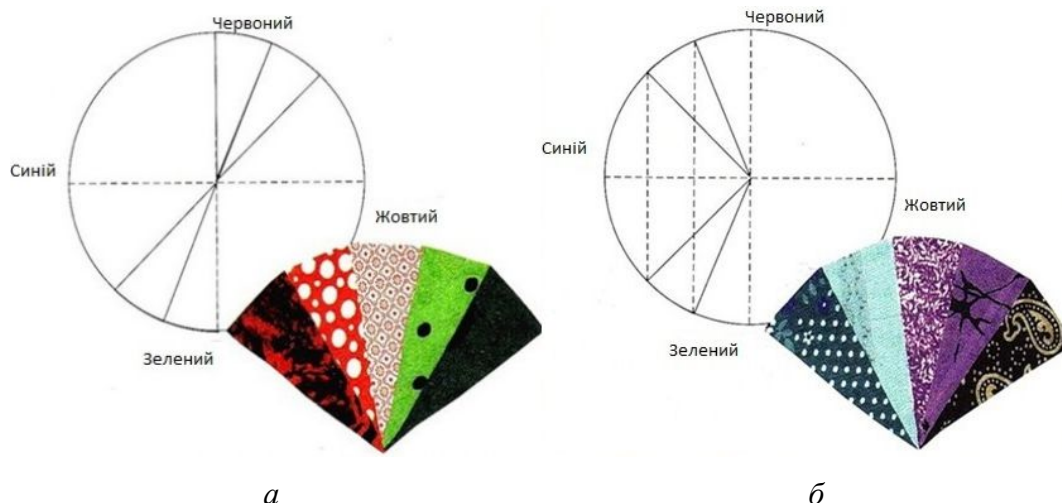 Червоний
Синій
Жовтий
Зелений
а
Червоний
Синій
Жовтий
Зелений
б